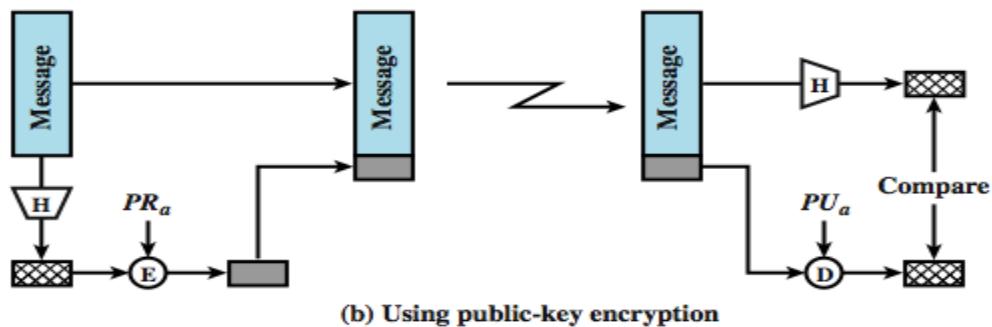 Message
Message
Message
H
H
PRa
PUa
Compare
E
D
(b) Using public-key encryption